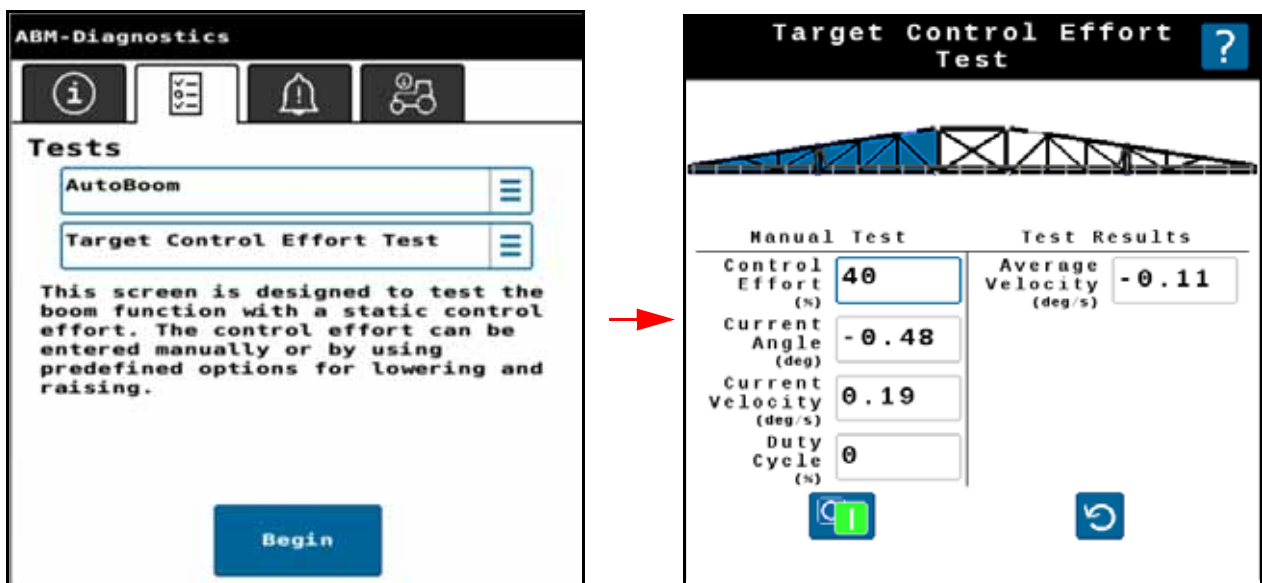 ABM-Diagnostics
Tests
AutoBoom
Target Control Effort Test
This screen is designed to test the
boom function with a static control
effort. The control effort can be
entered manually or by using
predefined options for lowering and
raising.
Begin
Target Control Effort
Test
?
Manual Test
Control
Effort
(%)
40
Current
Angle
(deg)
-0.48
Current
Velocity
(deg/s)
0.19
Duty
Cycle
(%)
0
Test Results
Average
Velocity
(deg/s)
-0.11